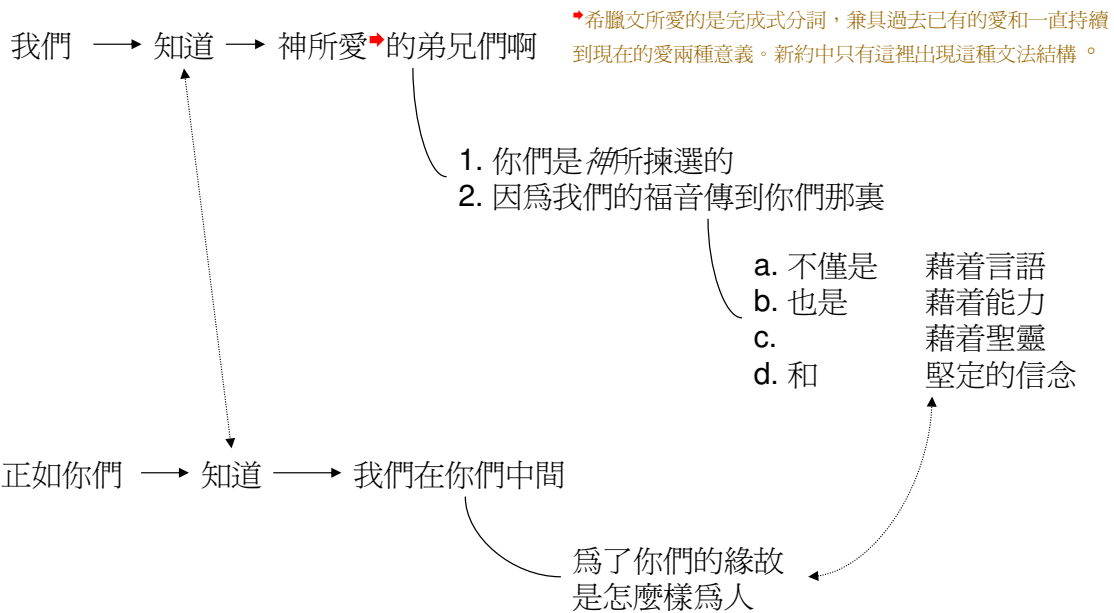 ➡希臘文所愛的是完成式分詞，兼具過去已有的愛和一直持續
到現在的愛兩種意義。新約中只有這裡出現這種文法結構。
我們 → 知道 → 神所愛➡的弟兄們啊
1. 你們是神所揀選的
2. 因爲我們的福音傳到你們那裏
a. 不僅是 藉着言語
b. 也是 藉着能力
c. 藉着聖靈
d. 和 堅定的信念
正如你們 → 知道 → 我們在你們中間
爲了你們的緣故
是怎麼樣爲人